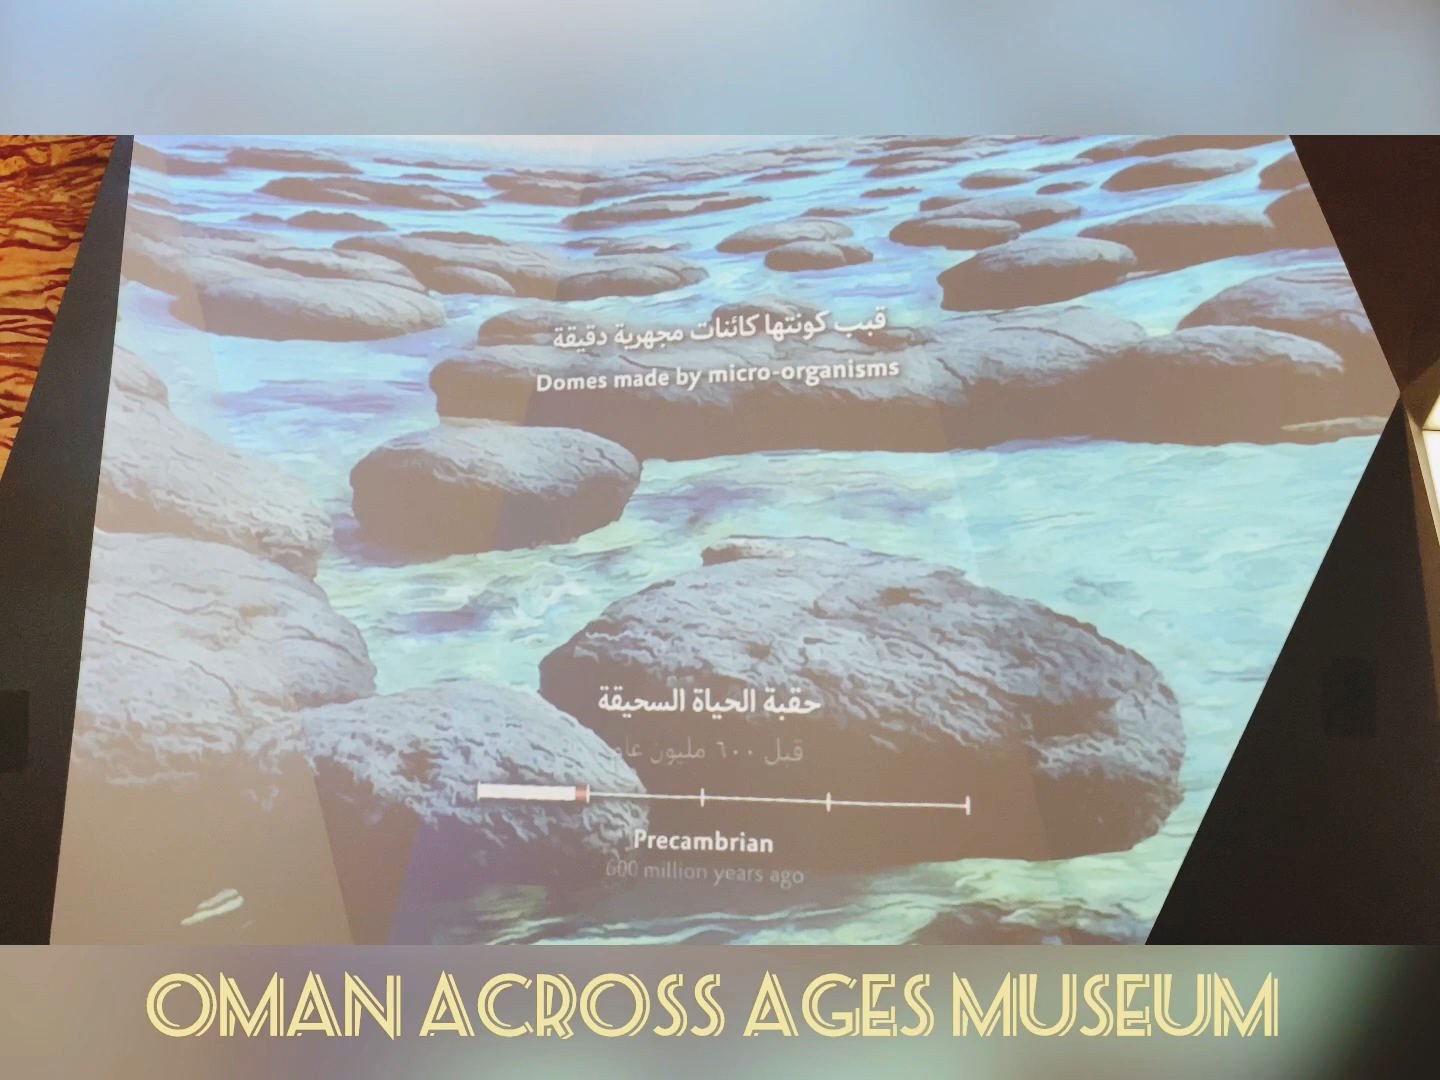 قبب كونتها كائنات مجهرية دقيقة
Domes made by micro-organisms
حقبة الحياة السحيقة
قبل ٦٠٠ مليون عام
Precambrian
600 million years ago
OMAN ACROSS AGES MUSEUM